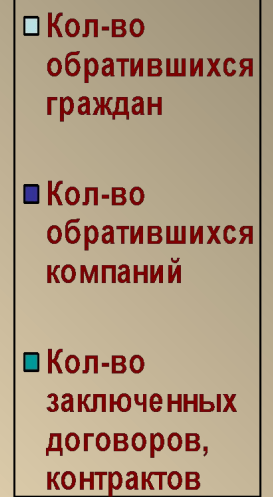 Кол-во
обратившихся
граждан
Кол-во
обратившихся
компаний
Кол-во
заключенных
договоров,
контрактов